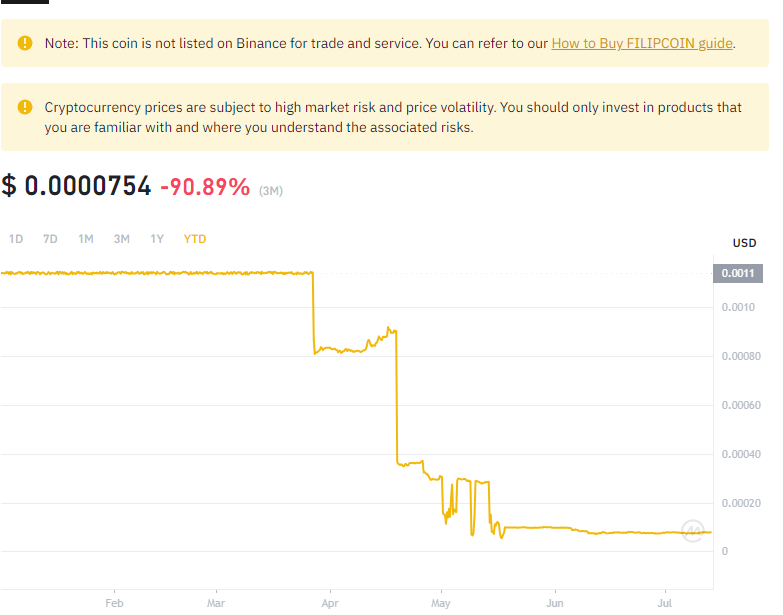 Note: This coin is not listed on Binance for trade and service. You can refer to our How to Buy FILIPCOIN guide.
Cryptocurrency prices are subject to high market risk and price volatility. You should only invest in products that
you are familiar with and where you understand the associated risks.
$ 0.0000754 -90.89% (3M)
1D 7D 1M 3M 1Y YTD
USD
0.0011
0.0010
0.00080
0.00060
0.00040
0.00020
0
Feb Mar Apr May Jun Jul